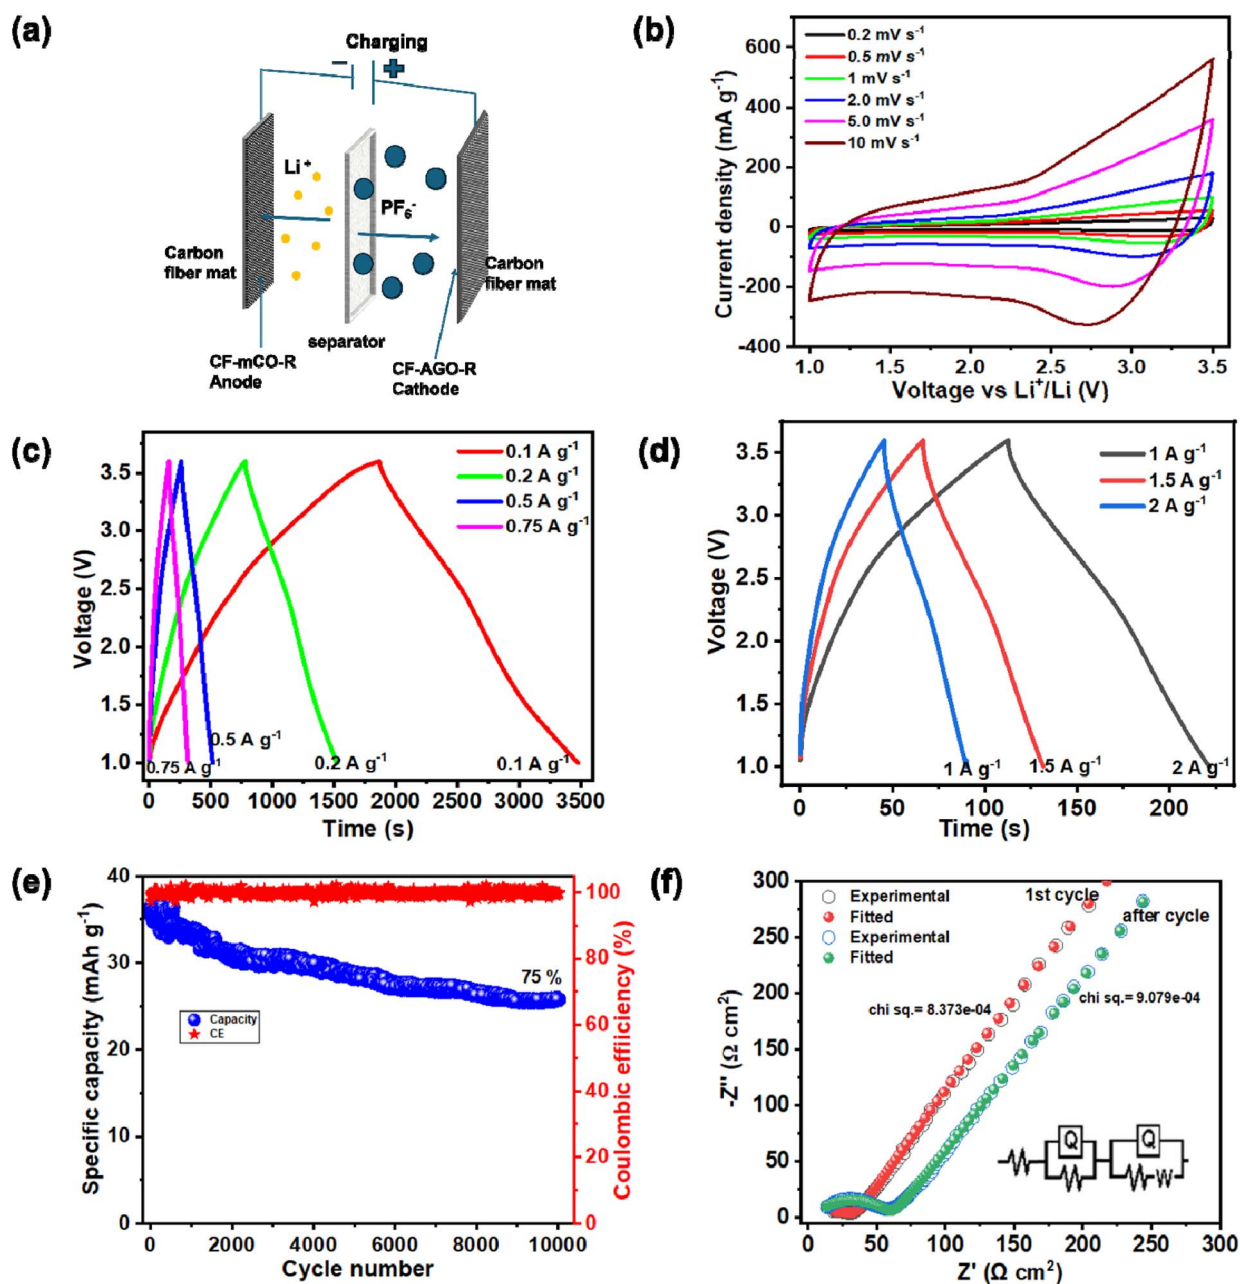 (a)
Charging
−
+
Li⁺
PF₆⁻
Carbon
fiber mat
Carbon
fiber mat
separator
CF-mCO-R
Anode
CF-AGO-R
Cathode
(b)
0.2 mV s⁻¹
0.5 mV s⁻¹
1 mV s⁻¹
2.0 mV s⁻¹
5.0 mV s⁻¹
10 mV s⁻¹
Current density (mA g⁻¹)
600
400
200
0
-200
-400
1.0 1.5 2.0 2.5 3.0 3.5
Voltage vs Li⁺/Li (V)
(c)
0.1 A g⁻¹
0.2 A g⁻¹
0.5 A g⁻¹
0.75 A g⁻¹
Voltage (V)
3.5
3.0
2.5
2.0
1.5
1.0
0.5 A g⁻¹
0.75 A g⁻¹
0.2 A g⁻¹
0.1 A g⁻¹
0 500 1000 1500 2000 2500 3000 3500
Time (s)
(d)
1 A g⁻¹
1.5 A g⁻¹
2 A g⁻¹
Voltage (V)
3.5
3.0
2.5
2.0
1.5
1.0
1 A g⁻¹
1.5 A g⁻¹
2 A g⁻¹
0 50 100 150 200
Time (s)
(e)
Specific capacity (mAh g⁻¹)
40
30
20
10
0
75 %
Capacity
CE
100
80
60
40
20
0
Coulombic effiiciency (%)
0 2000 4000 6000 8000 10000
Cycle number
(f)
Experimental
Fitted
Experimental
Fitted
1st cycle
after cycle
chi sq.= 8.373e-04
chi sq.= 9.079e-04
Q
Q
W
-Z'' (Ω cm²)
300
250
200
150
100
50
0
0 50 100 150 200 250 300
Z' (Ω cm²)